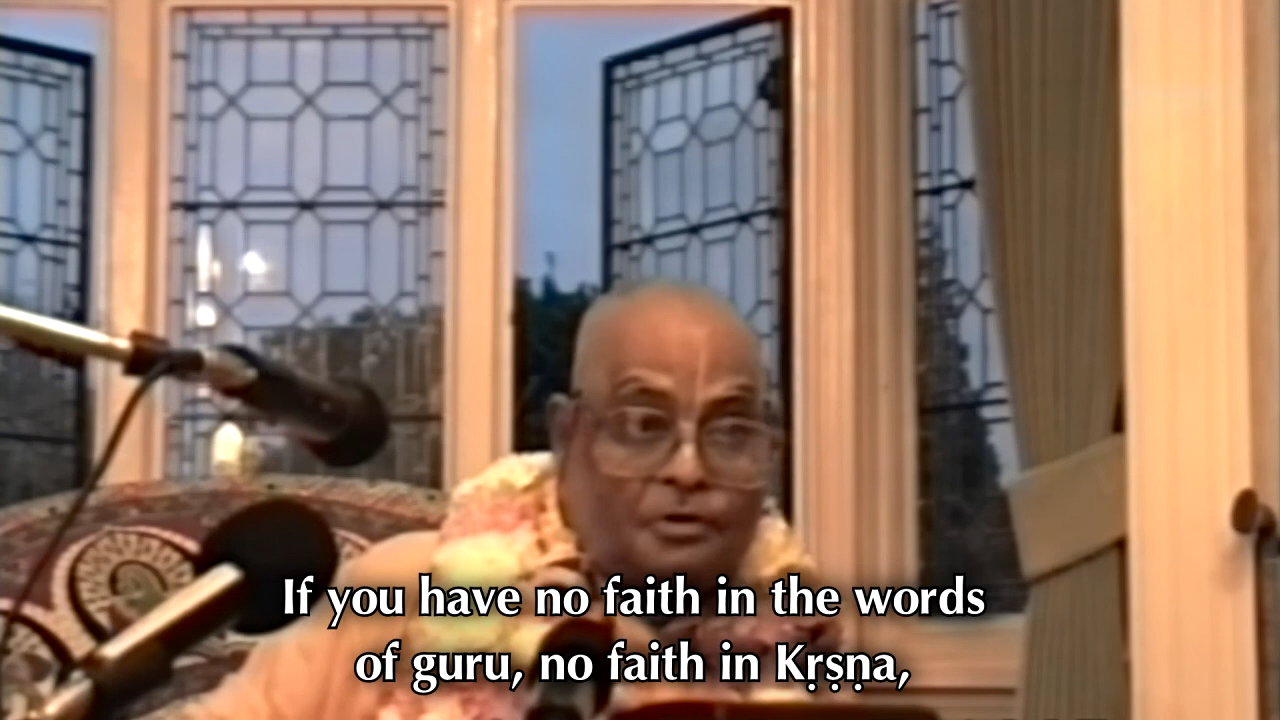 If you have no faith in the words
of guru, no faith in Kṛṣṇa,